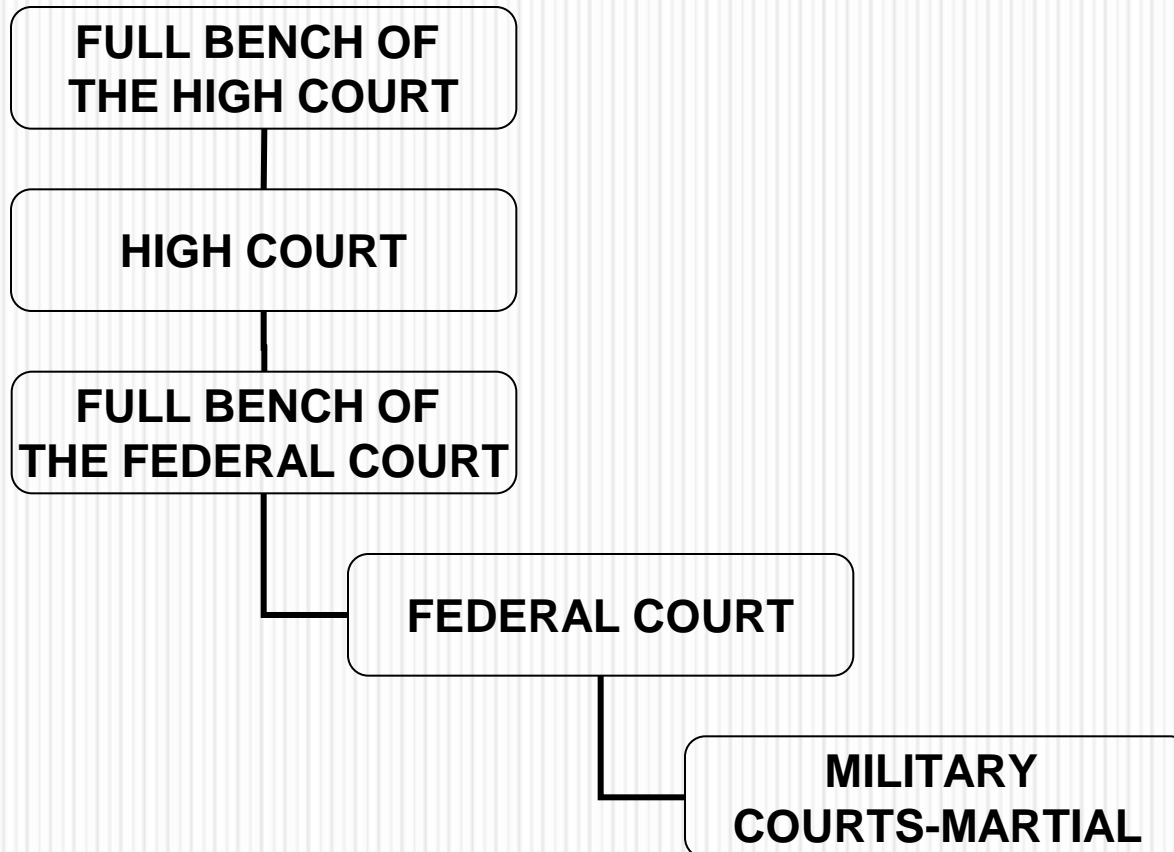 FULL BENCH OF
THE HIGH COURT
HIGH COURT
FULL BENCH OF
THE FEDERAL COURT
FEDERAL COURT
MILITARY
COURTS-MARTIAL